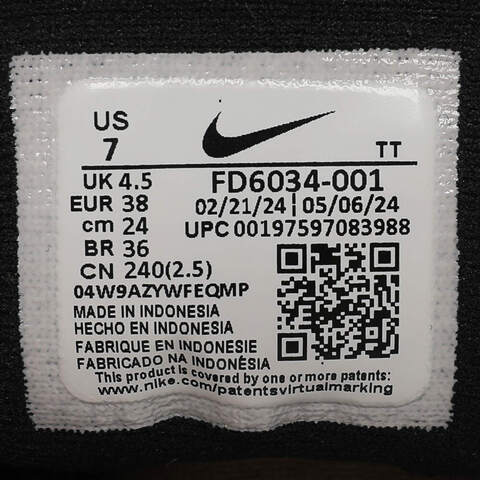 US
7
TT
UK 4.5
FD6034-001
EUR 38
02/21/24 | 05/06/24
cm 24
UPC 00197597083988
BR 36
CN 240(2.5)
04W9AZYWFEQMP
MADE IN INDONESIA
HECHO EN INDONESIA
FABRIQUE EN INDONESIE
FABRICADO NA INDONÉSIA
This product is covered by one or more patents:
www.nike.com/patentsvirtualmarking